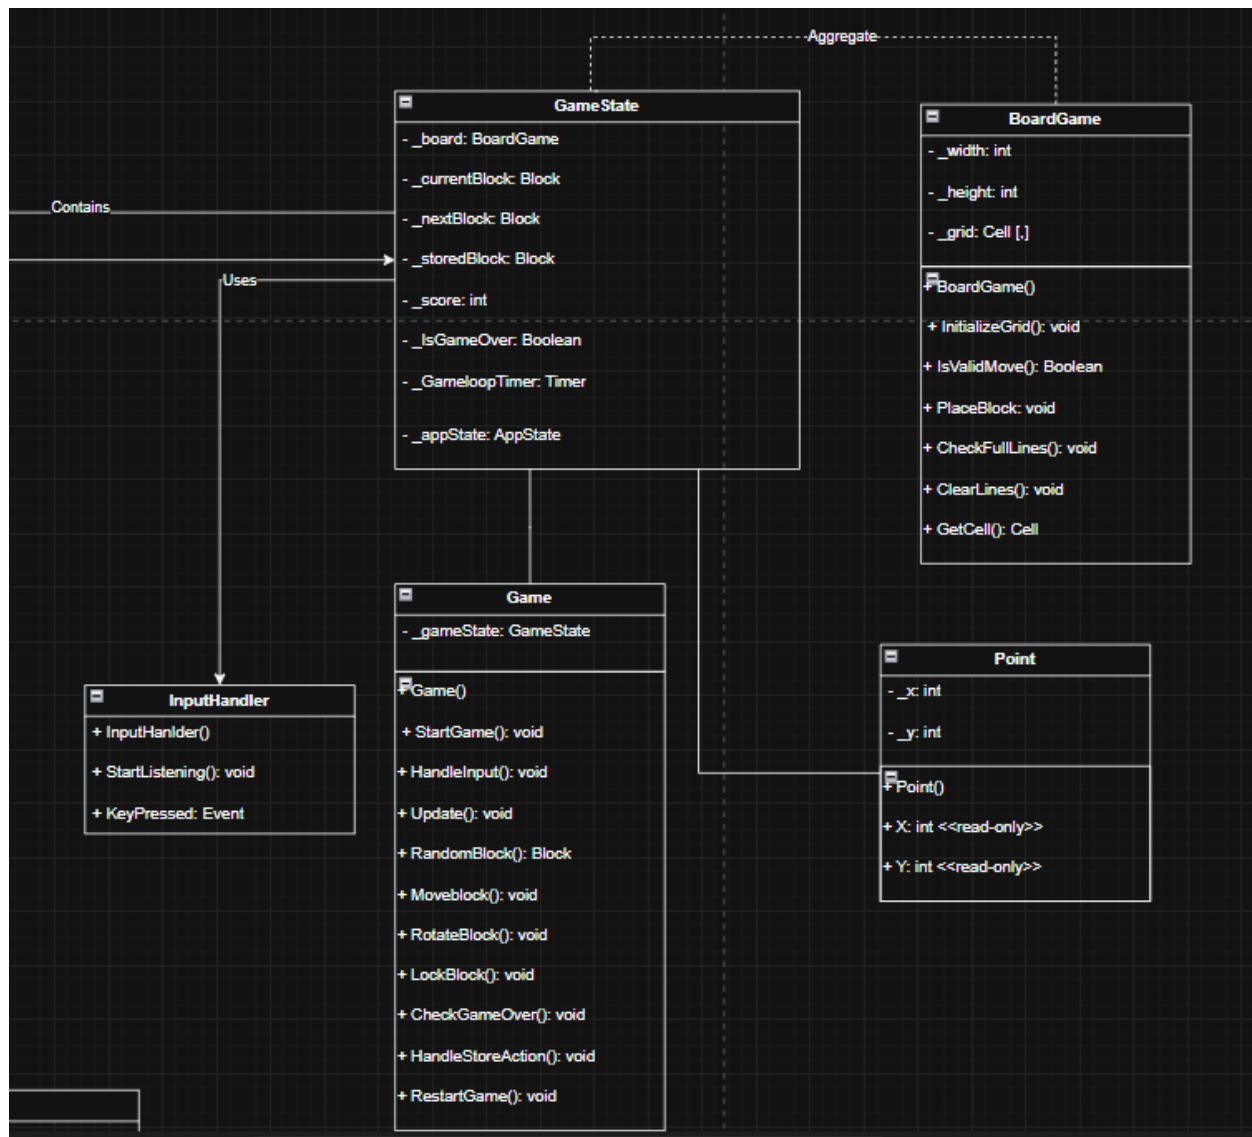 Aggregate
GameState
- _board: BoardGame
- _currentBlock: Block
- _nextBlock: Block
- _storedBlock: Block
- _score: int
- _IsGameOver: Boolean
- _GameloopTimer: Timer
- _appState: AppState
BoardGame
- _width: int
- _height: int
- _grid: Cell [,]
+ BoardGame()
+ InitializeGrid(): void
+ IsValidMove(): Boolean
+ PlaceBlock: void
+ CheckFullLines(): void
+ ClearLines(): void
+ GetCell(): Cell
Contains
Uses
InputHandler
+ InputHanlder()
+ StartListening(): void
+ KeyPressed: Event
Game
- _gameState: GameState
+ Game()
+ StartGame(): void
+ HandleInput(): void
+ Update(): void
+ RandomBlock(): Block
+ Moveblock(): void
+ RotateBlock(): void
+ LockBlock(): void
+ CheckGameOver(): void
+ HandleStoreAction(): void
+ RestartGame(): void
Point
- _x: int
- _y: int
+ Point()
+ X: int <<read-only>>
+ Y: int <<read-only>>